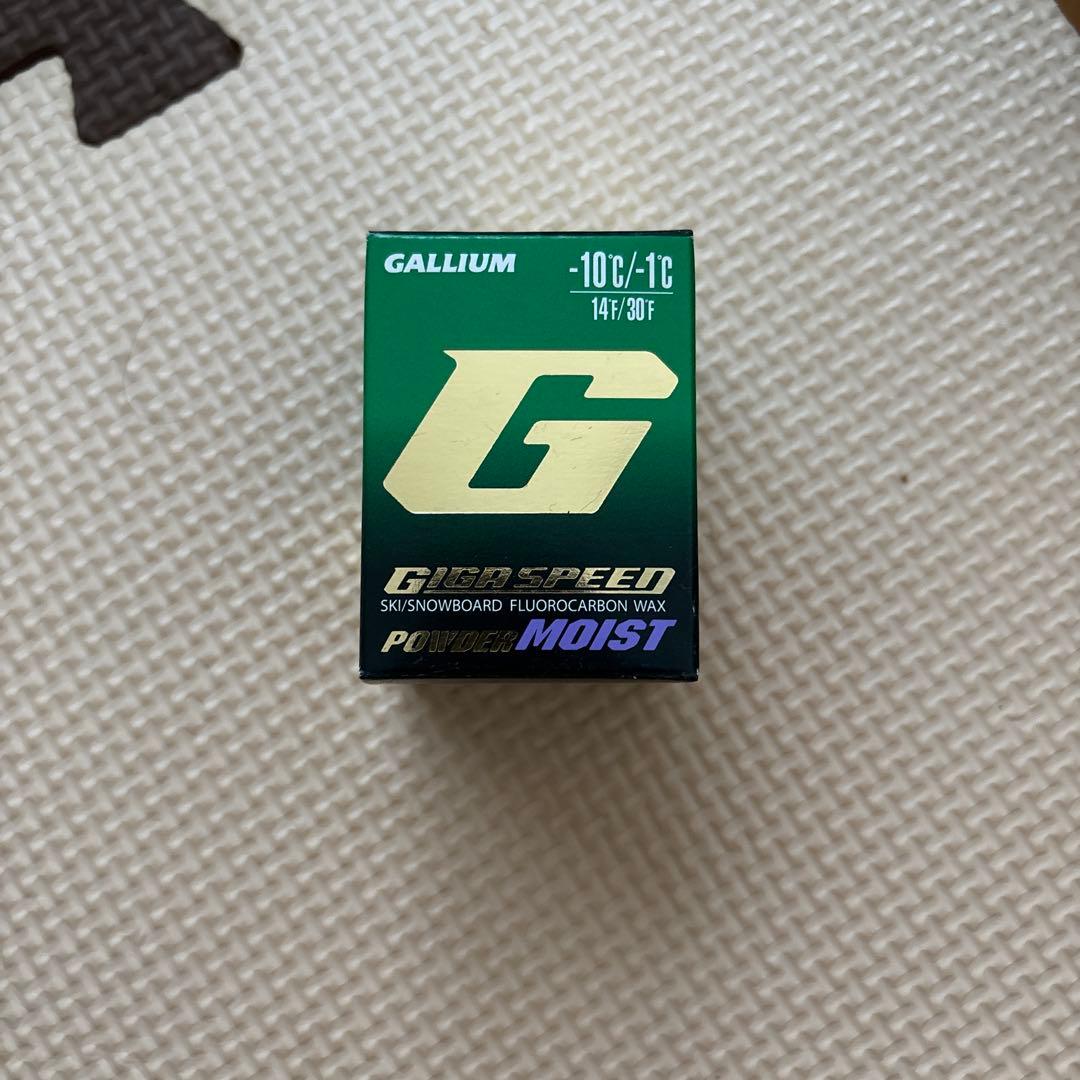 GALLIUM
-10°C/-1°C
14°F/30°F
G
GIGA SPEED
SKI/SNOWBOARD FLUOROCARBON WAX
POWDER MOIST